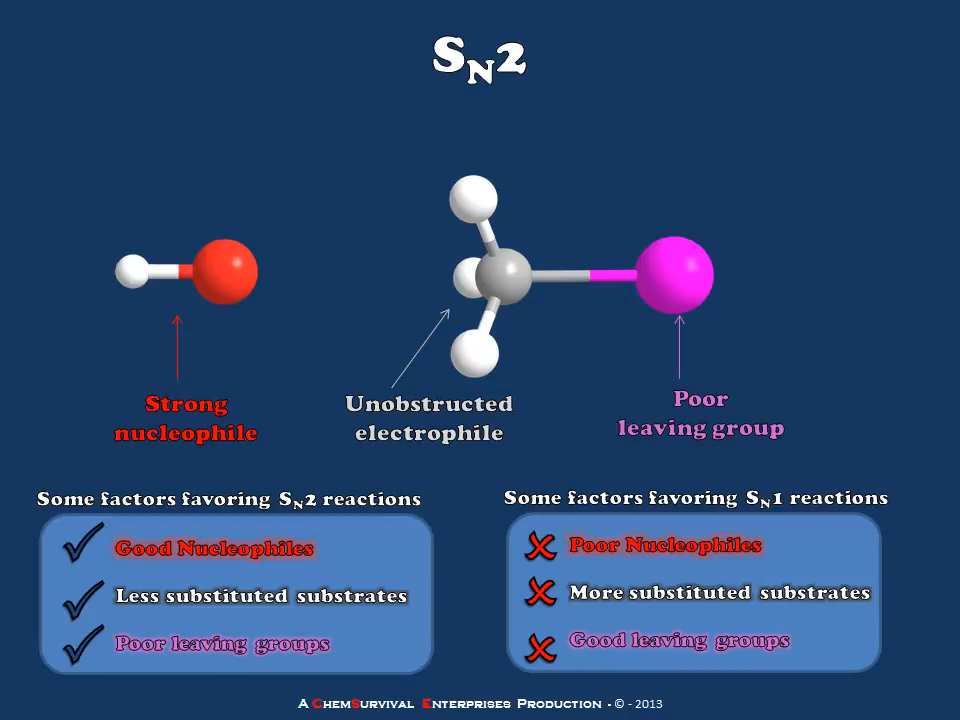 SN2
Strong
nucleophile
Unobstructed
electrophile
Poor
leaving group
Some factors favoring SN2 reactions
Good Nucleophiles
Less substituted substrates
Poor leaving groups
Some factors favoring SN1 reactions
Poor Nucleophiles
More substituted substrates
Good leaving groups
A ChemSurvival Enterprises Production - © - 2013